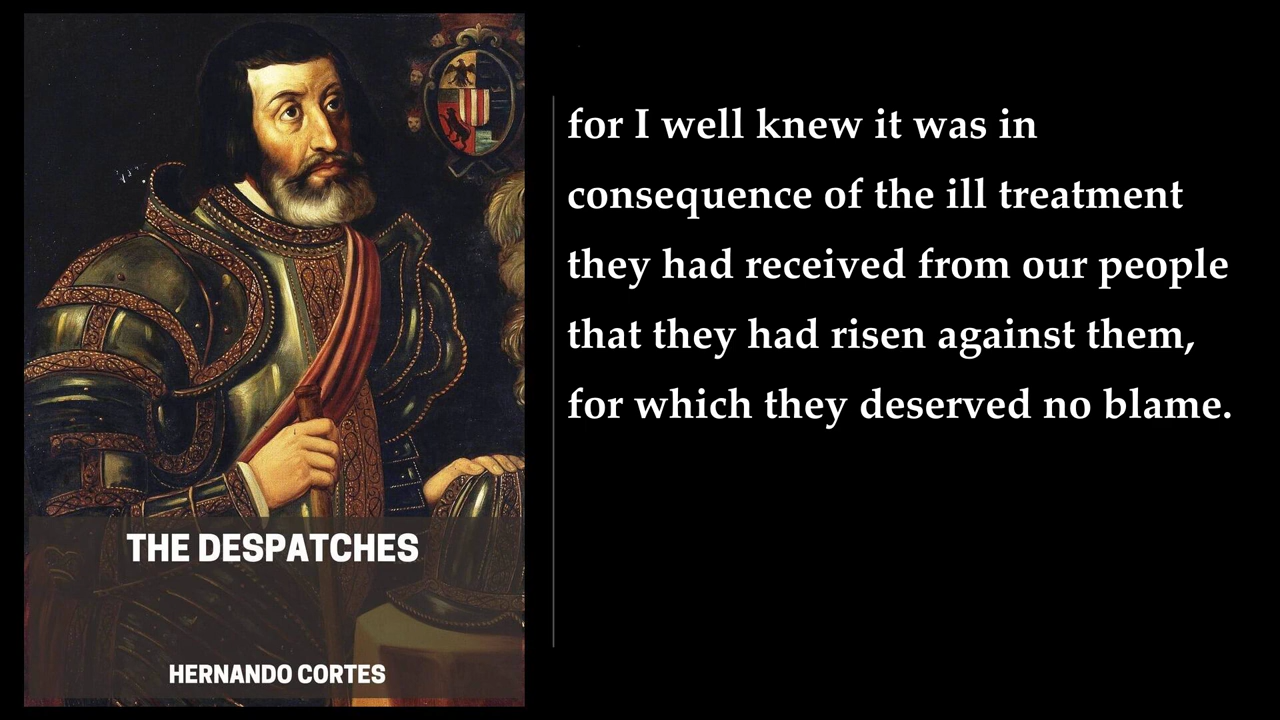 THE DESPATCHES
HERNANDO CORTES
for I well knew it was in
consequence of the ill treatment
they had received from our people
that they had risen against them,
for which they deserved no blame.